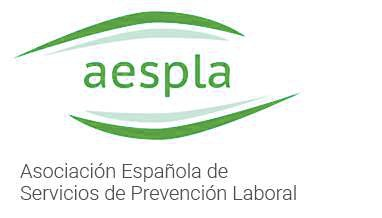 aespla
Asociación Española de
Servicios de Prevención Laboral